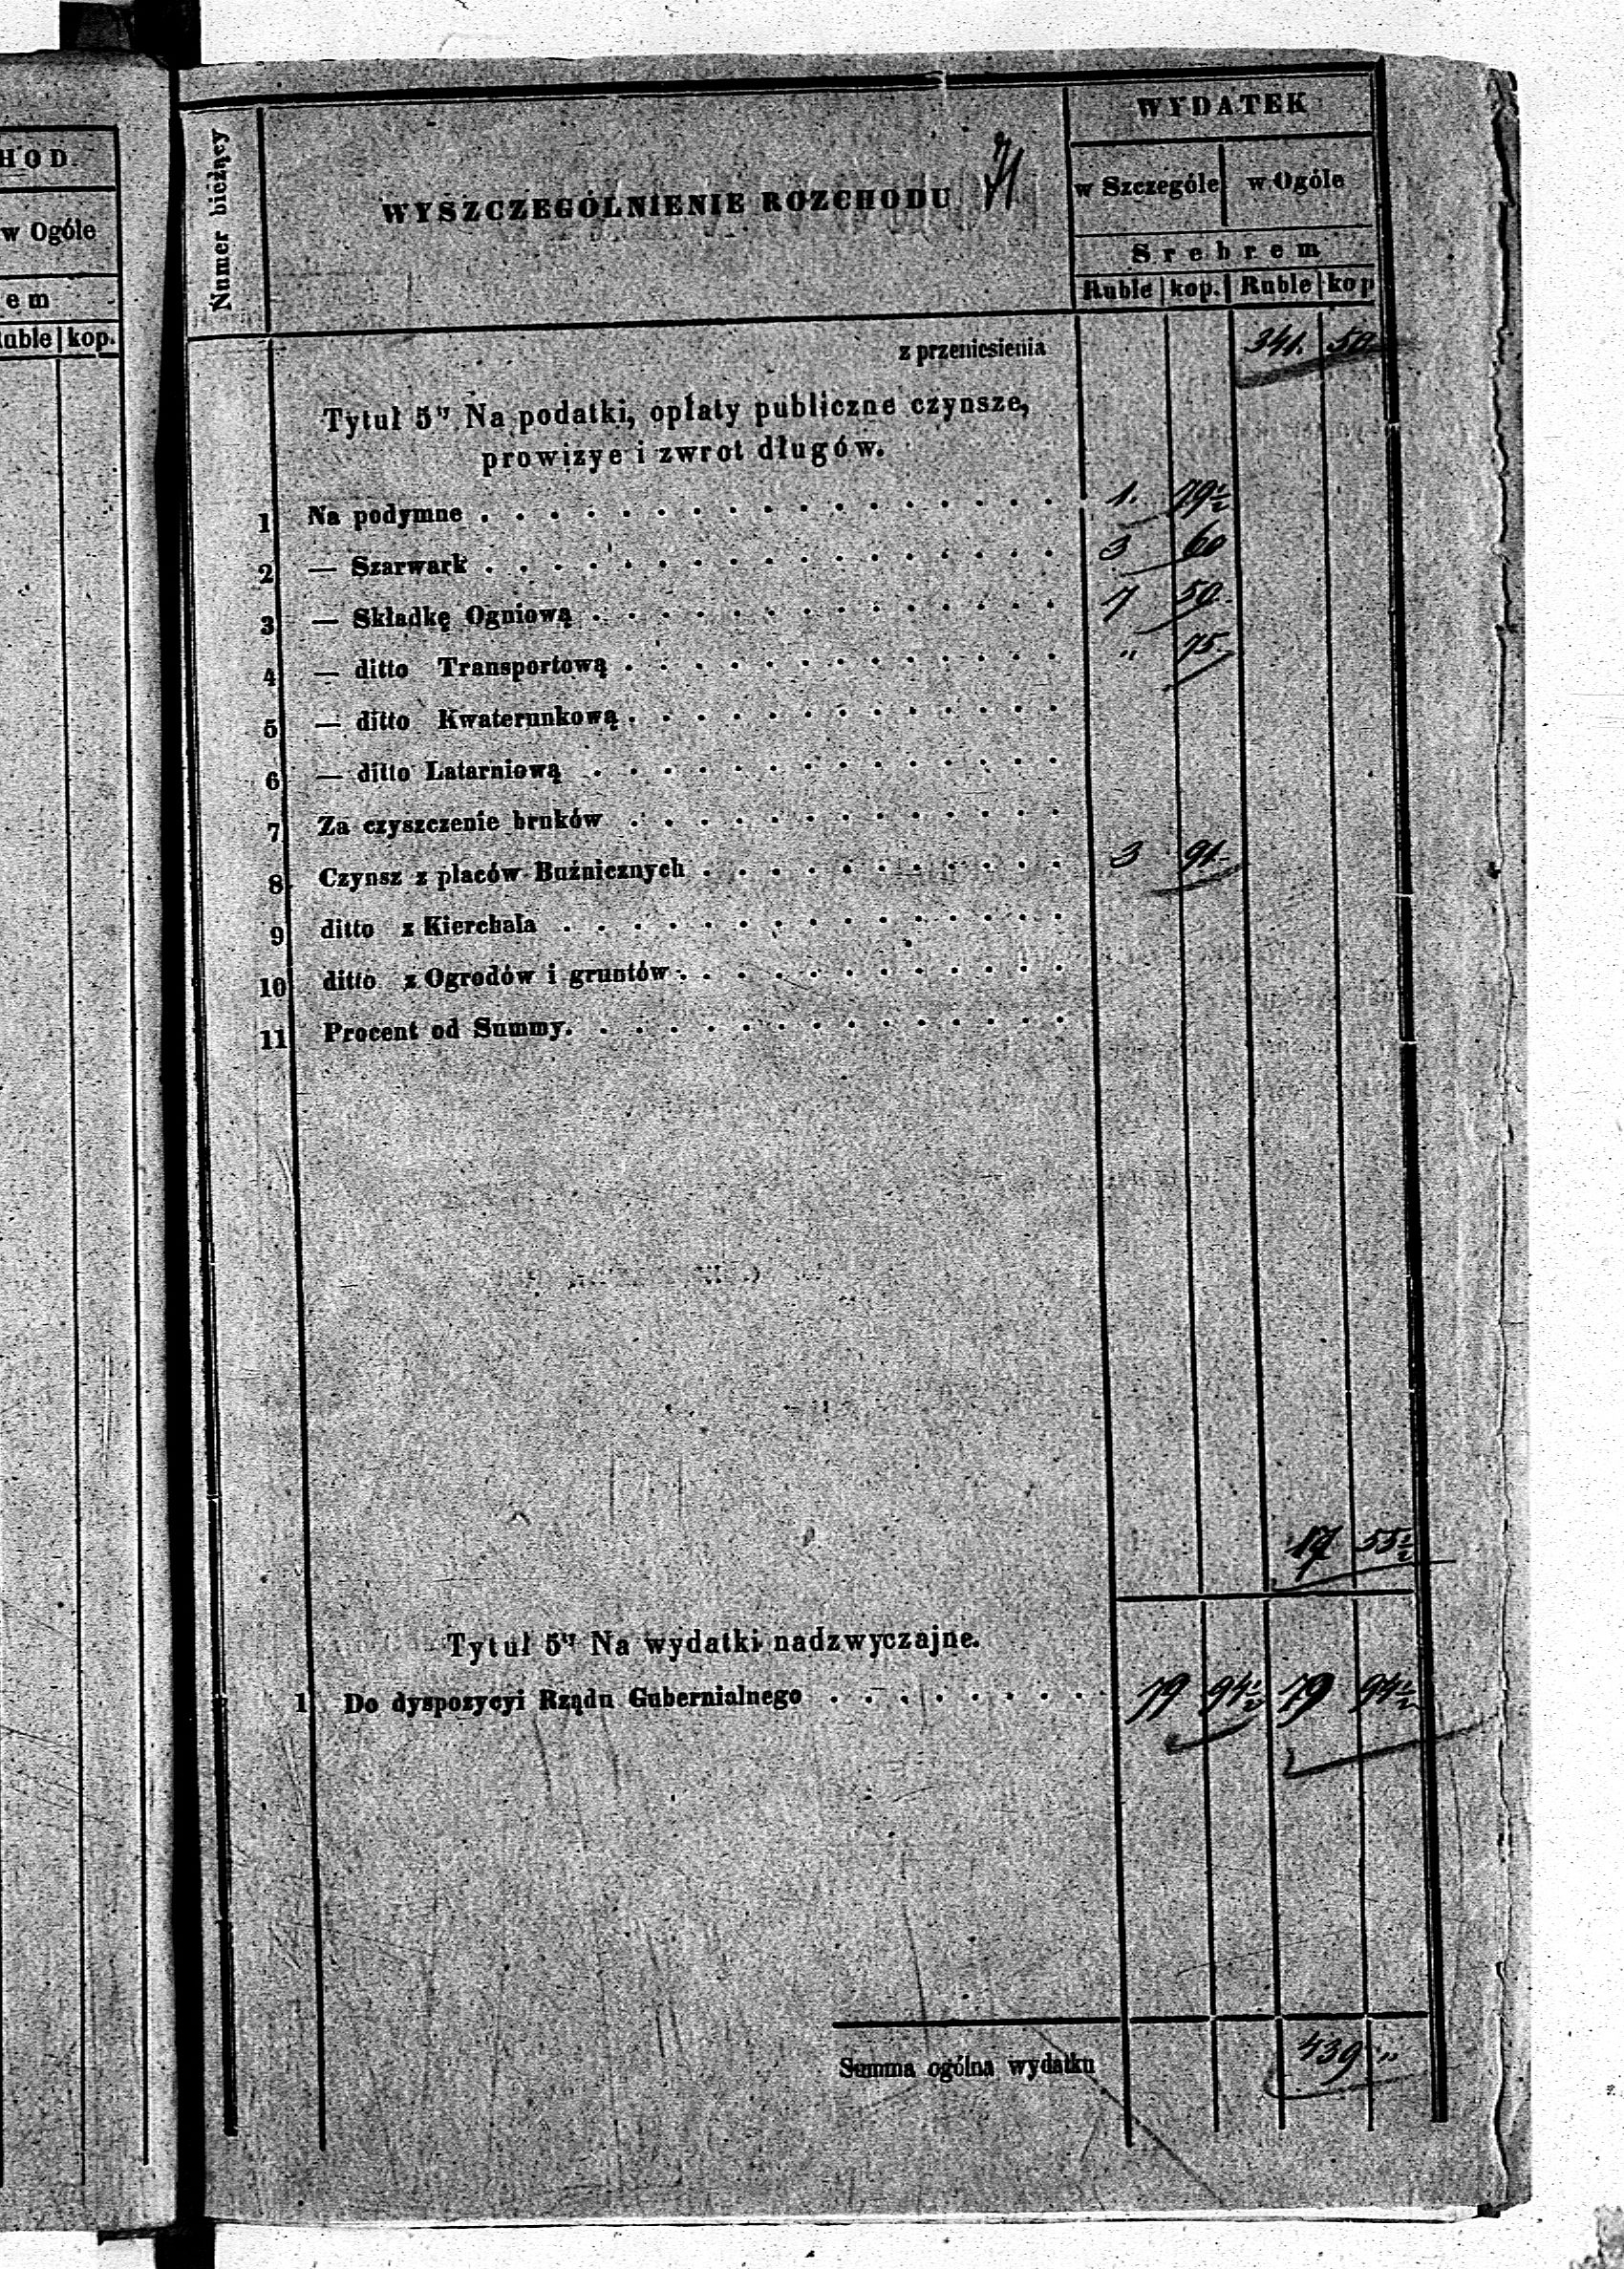 HOD.
w Ogóle
em
uble kop.
Numer bieżący
WYSZCZEGÓLNIENIE ROZCHODU
WYDATEK
w Szczególe w Ogóle
Srebrem
Ruble kop. Ruble kop
z przeniesienia 341. 50
Tytuł 5ty Na podatki, opłaty publiczne czynsze,
prowizye i zwrot długów.
1 Na podymne 1. 79½
2 — Szarwark 3 60
3 — Składkę Ogniową 7 50
4 — ditto Transportową „ 75
5 — ditto Kwaterunkową
6 — ditto Latarniową
7 Za czyszczenie bruków
8 Czynsz z placów Buźnicznych 3 91
9 ditto z Kierchala
10 ditto z Ogrodów i gruntów
11 Procent od Summy.
17 55½
Tytuł 5ty Na wydatki nadzwyczajne.
1 Do dyspozycyi Rządu Gubernialnego 79 94½ 79 94½
Summa ogólna wydatku 439 „